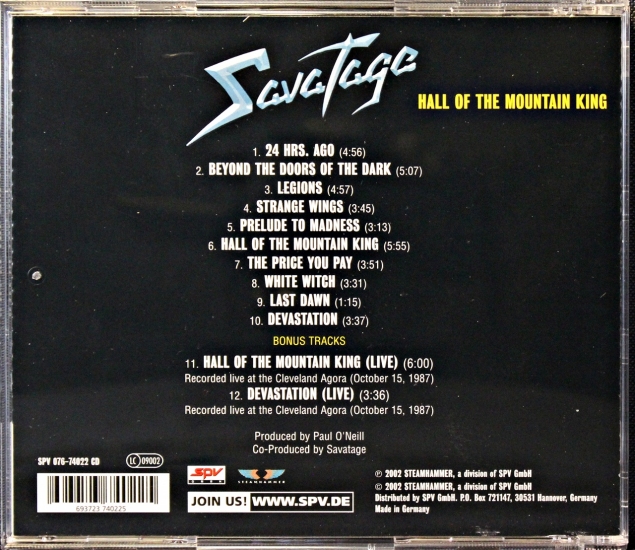 Savatage
HALL OF THE MOUNTAIN KING
1. 24 HRS. AGO (4:56)
2. BEYOND THE DOORS OF THE DARK (5:07)
3. LEGIONS (4:57)
4. STRANGE WINGS (3:45)
5. PRELUDE TO MADNESS (3:13)
6. HALL OF THE MOUNTAIN KING (5:55)
7. THE PRICE YOU PAY (3:51)
8. WHITE WITCH (3:31)
9. LAST DAWN (1:15)
10. DEVASTATION (3:37)
BONUS TRACKS
11. HALL OF THE MOUNTAIN KING (LIVE) (6:00)
Recorded live at the Cleveland Agora (October 15, 1987)
12. DEVASTATION (LIVE) (3:36)
Recorded live at the Cleveland Agora (October 15, 1987)
Produced by Paul O'Neill
Co-Produced by Savatage
SPV 076-74022 CD
LC 09002
693723 740225
SPV
STEAMHAMMER
JOIN US! WWW.SPV.DE
℗ 2002 STEAMHAMMER, a division of SPV GmbH
© 2002 STEAMHAMMER, a division of SPV GmbH
Distributed by SPV GmbH. P.O. Box 721147, 30531 Hannover, Germany
Made in Germany